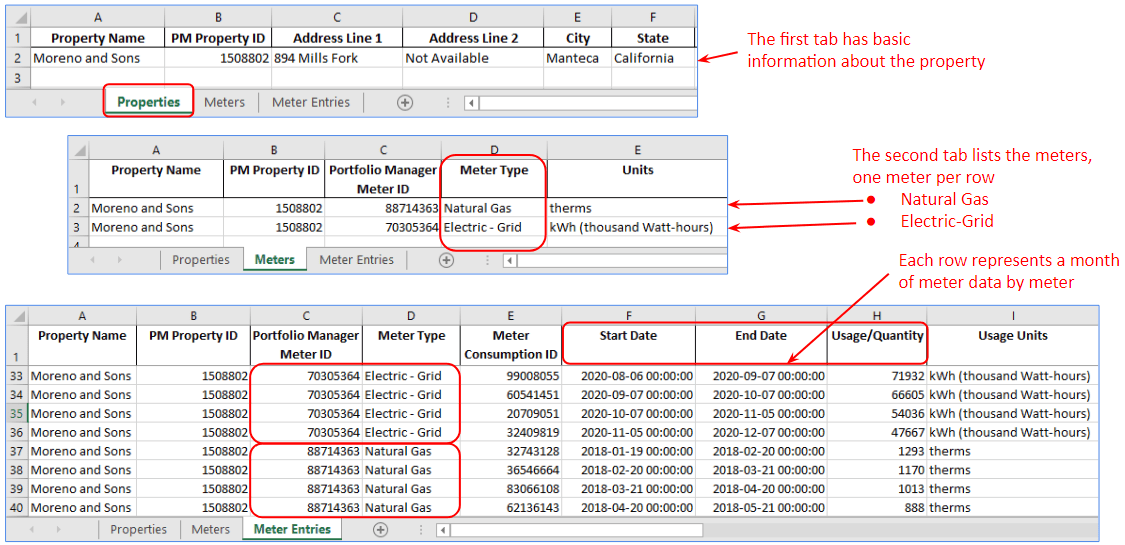 A B C D E F
1 Property Name PM Property ID Address Line 1 Address Line 2 City State
2 Moreno and Sons 1508802 894 Mills Fork Not Available Manteca California
3
Properties Meters Meter Entries
The first tab has basic
information about the property
A B C D E
Property Name PM Property ID Portfolio Manager Meter Type Units
1 Meter ID
2 Moreno and Sons 1508802 88714363 Natural Gas therms
3 Moreno and Sons 1508802 70305364 Electric - Grid kWh (thousand Watt-hours)
4
Properties Meters Meter Entries
The second tab lists the meters,
one meter per row
• Natural Gas
• Electric-Grid
Each row represents a month
of meter data by meter
A B C D E F G H I
Property Name PM Property ID Portfolio Manager Meter Type Meter Start Date End Date Usage/Quantity Usage Units
1 Meter ID Consumption ID
33 Moreno and Sons 1508802 70305364 Electric - Grid 99008055 2020-08-06 00:00:00 2020-09-07 00:00:00 71932 kWh (thousand Watt-hours)
34 Moreno and Sons 1508802 70305364 Electric - Grid 60541451 2020-09-07 00:00:00 2020-10-07 00:00:00 66605 kWh (thousand Watt-hours)
35 Moreno and Sons 1508802 70305364 Electric - Grid 20709051 2020-10-07 00:00:00 2020-11-05 00:00:00 54036 kWh (thousand Watt-hours)
36 Moreno and Sons 1508802 70305364 Electric - Grid 32409819 2020-11-05 00:00:00 2020-12-07 00:00:00 47667 kWh (thousand Watt-hours)
37 Moreno and Sons 1508802 88714363 Natural Gas 32743128 2018-01-19 00:00:00 2018-02-20 00:00:00 1293 therms
38 Moreno and Sons 1508802 88714363 Natural Gas 36546664 2018-02-20 00:00:00 2018-03-21 00:00:00 1170 therms
39 Moreno and Sons 1508802 88714363 Natural Gas 83066108 2018-03-21 00:00:00 2018-04-20 00:00:00 1013 therms
40 Moreno and Sons 1508802 88714363 Natural Gas 62136143 2018-04-20 00:00:00 2018-05-21 00:00:00 888 therms
Properties Meters Meter Entries